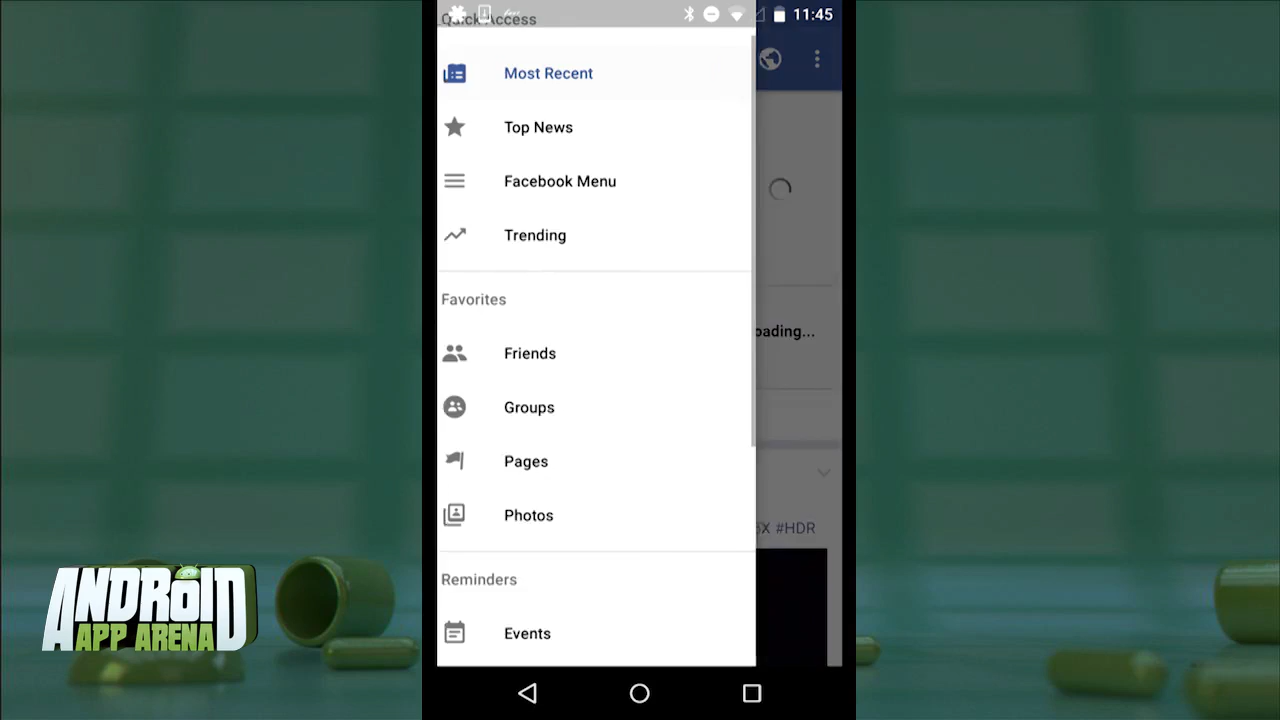 11:45
Quick Access
Most Recent
Top News
Facebook Menu
Trending
Favorites
Friends
Groups
Pages
Photos
Reminders
Events
oading...
5X #HDR
ANDROID
APP ARENA